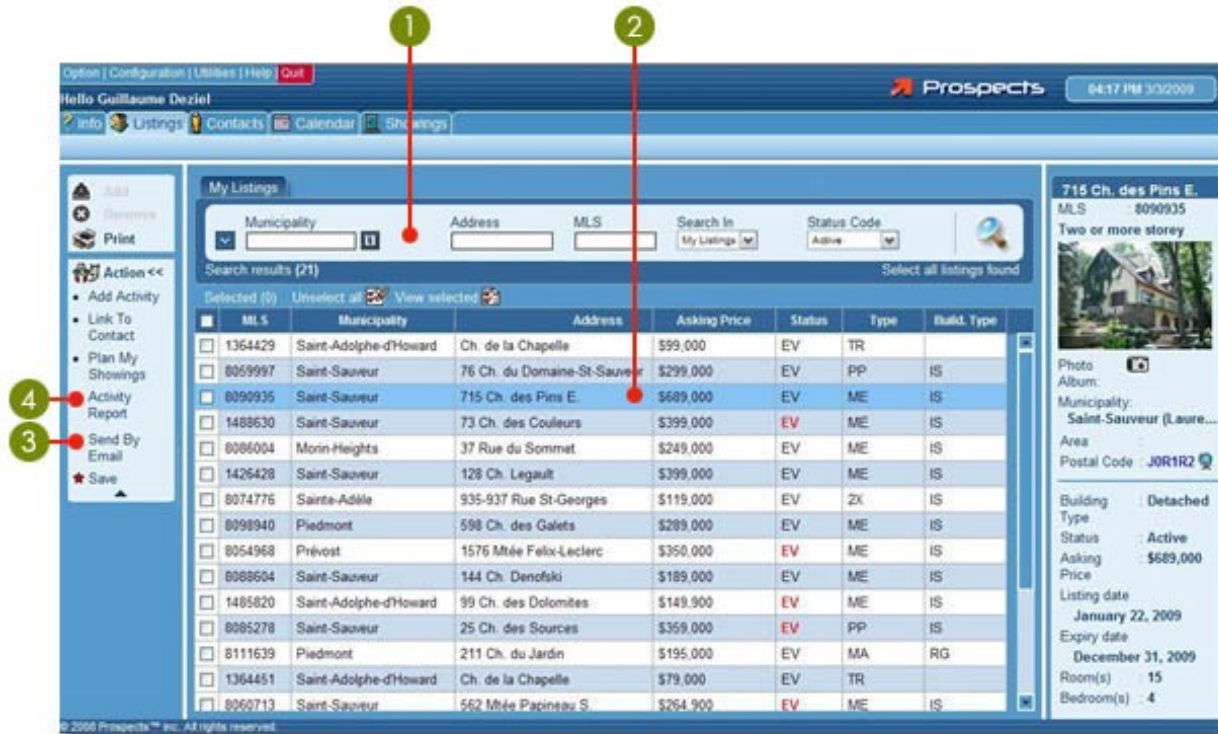 1 2
Option | Configuration | Utilities | Help | Quit
Hello Guillaume Deziel
Prospects 04:17 PM 3/3/2009
Info Listings Contacts Calendar Showings
Add
Remove
Print
Action <<
• Add Activity
• Link To
Contact
• Plan My
Showings
4 Activity
Report
3 Send By
Email
Save
My Listings
Municipality Address MLS Search In Status Code
My Listings Active
Search results (21) Select all listings found
Selected (0) Unselect all View selected
MLS Municipality Address Asking Price Status Type Build. Type
1364429 Saint-Adolphe-d'Howard Ch. de la Chapelle $99,000 EV TR
8059997 Saint-Sauveur 76 Ch. du Domaine-St-Sauveur $299,000 EV PP IS
8090935 Saint-Sauveur 715 Ch. des Pins E. $689,000 EV ME IS
1488630 Saint-Sauveur 73 Ch. des Couleurs $399,000 EV ME IS
8086004 Morin-Heights 37 Rue du Sommet $249,000 EV ME IS
1426428 Saint-Sauveur 128 Ch. Legault $399,000 EV ME IS
8074776 Sainte-Adèle 935-937 Rue St-Georges $119,000 EV 2X IS
8098940 Piedmont 598 Ch. des Galets $289,000 EV ME IS
8054968 Prévost 1576 Mtée Felix-Leclerc $350,000 EV ME IS
8088604 Saint-Sauveur 144 Ch. Denofski $189,000 EV ME IS
1485820 Saint-Adolphe-d'Howard 99 Ch. des Dolomites $149,900 EV ME IS
8085278 Saint-Sauveur 25 Ch. des Sources $359,000 EV PP IS
8111639 Piedmont 211 Ch. du Jardin $195,000 EV MA RG
1364451 Saint-Adolphe-d'Howard Ch. de la Chapelle $79,000 EV TR
8060713 Saint-Sauveur 562 Mtée Papineau S. $264,900 EV ME IS
715 Ch. des Pins E.
MLS : 8090935
Two or more storey
Photo
Album:
Municipality:
Saint-Sauveur (Laure...
Area :
Postal Code : J0R1R2
Building : Detached
Type
Status : Active
Asking : $689,000
Price
Listing date
January 22, 2009
Expiry date
December 31, 2009
Room(s) : 15
Bedroom(s) : 4
© 2008 Prospects™ inc. All rights reserved.